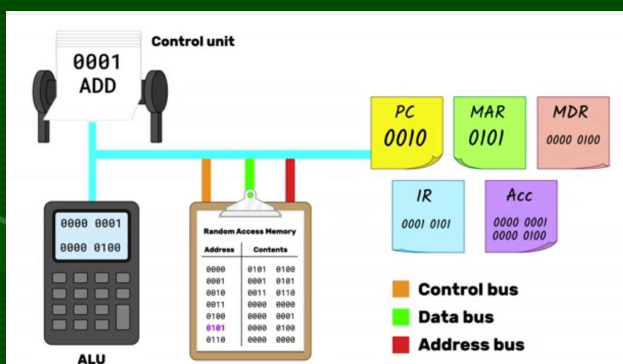 Control unit
0001
ADD
PC
0010
MAR
0101
MDR
0000 0100
IR
0001 0101
Acc
0000 0001
0000 0100
0000 0001
0000 0100
ALU
Random Access Memory
Address Contents
0000 0101 0100
0001 0001 0101
0010 0011 0110
0011 0000 0000
0100 0000 0001
0101 0000 0100
0110 0000 0000
Control bus
Data bus
Address bus